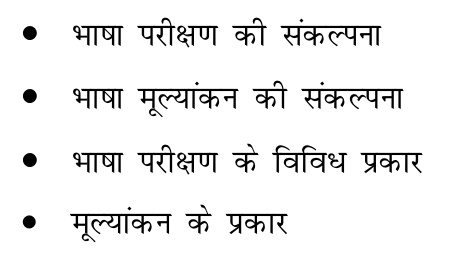 • भाषा परीक्षण की संकल्पना
• भाषा मूल्यांकन की संकल्पना
• भाषा परीक्षण के विविध प्रकार
• मूल्यांकन के प्रकार